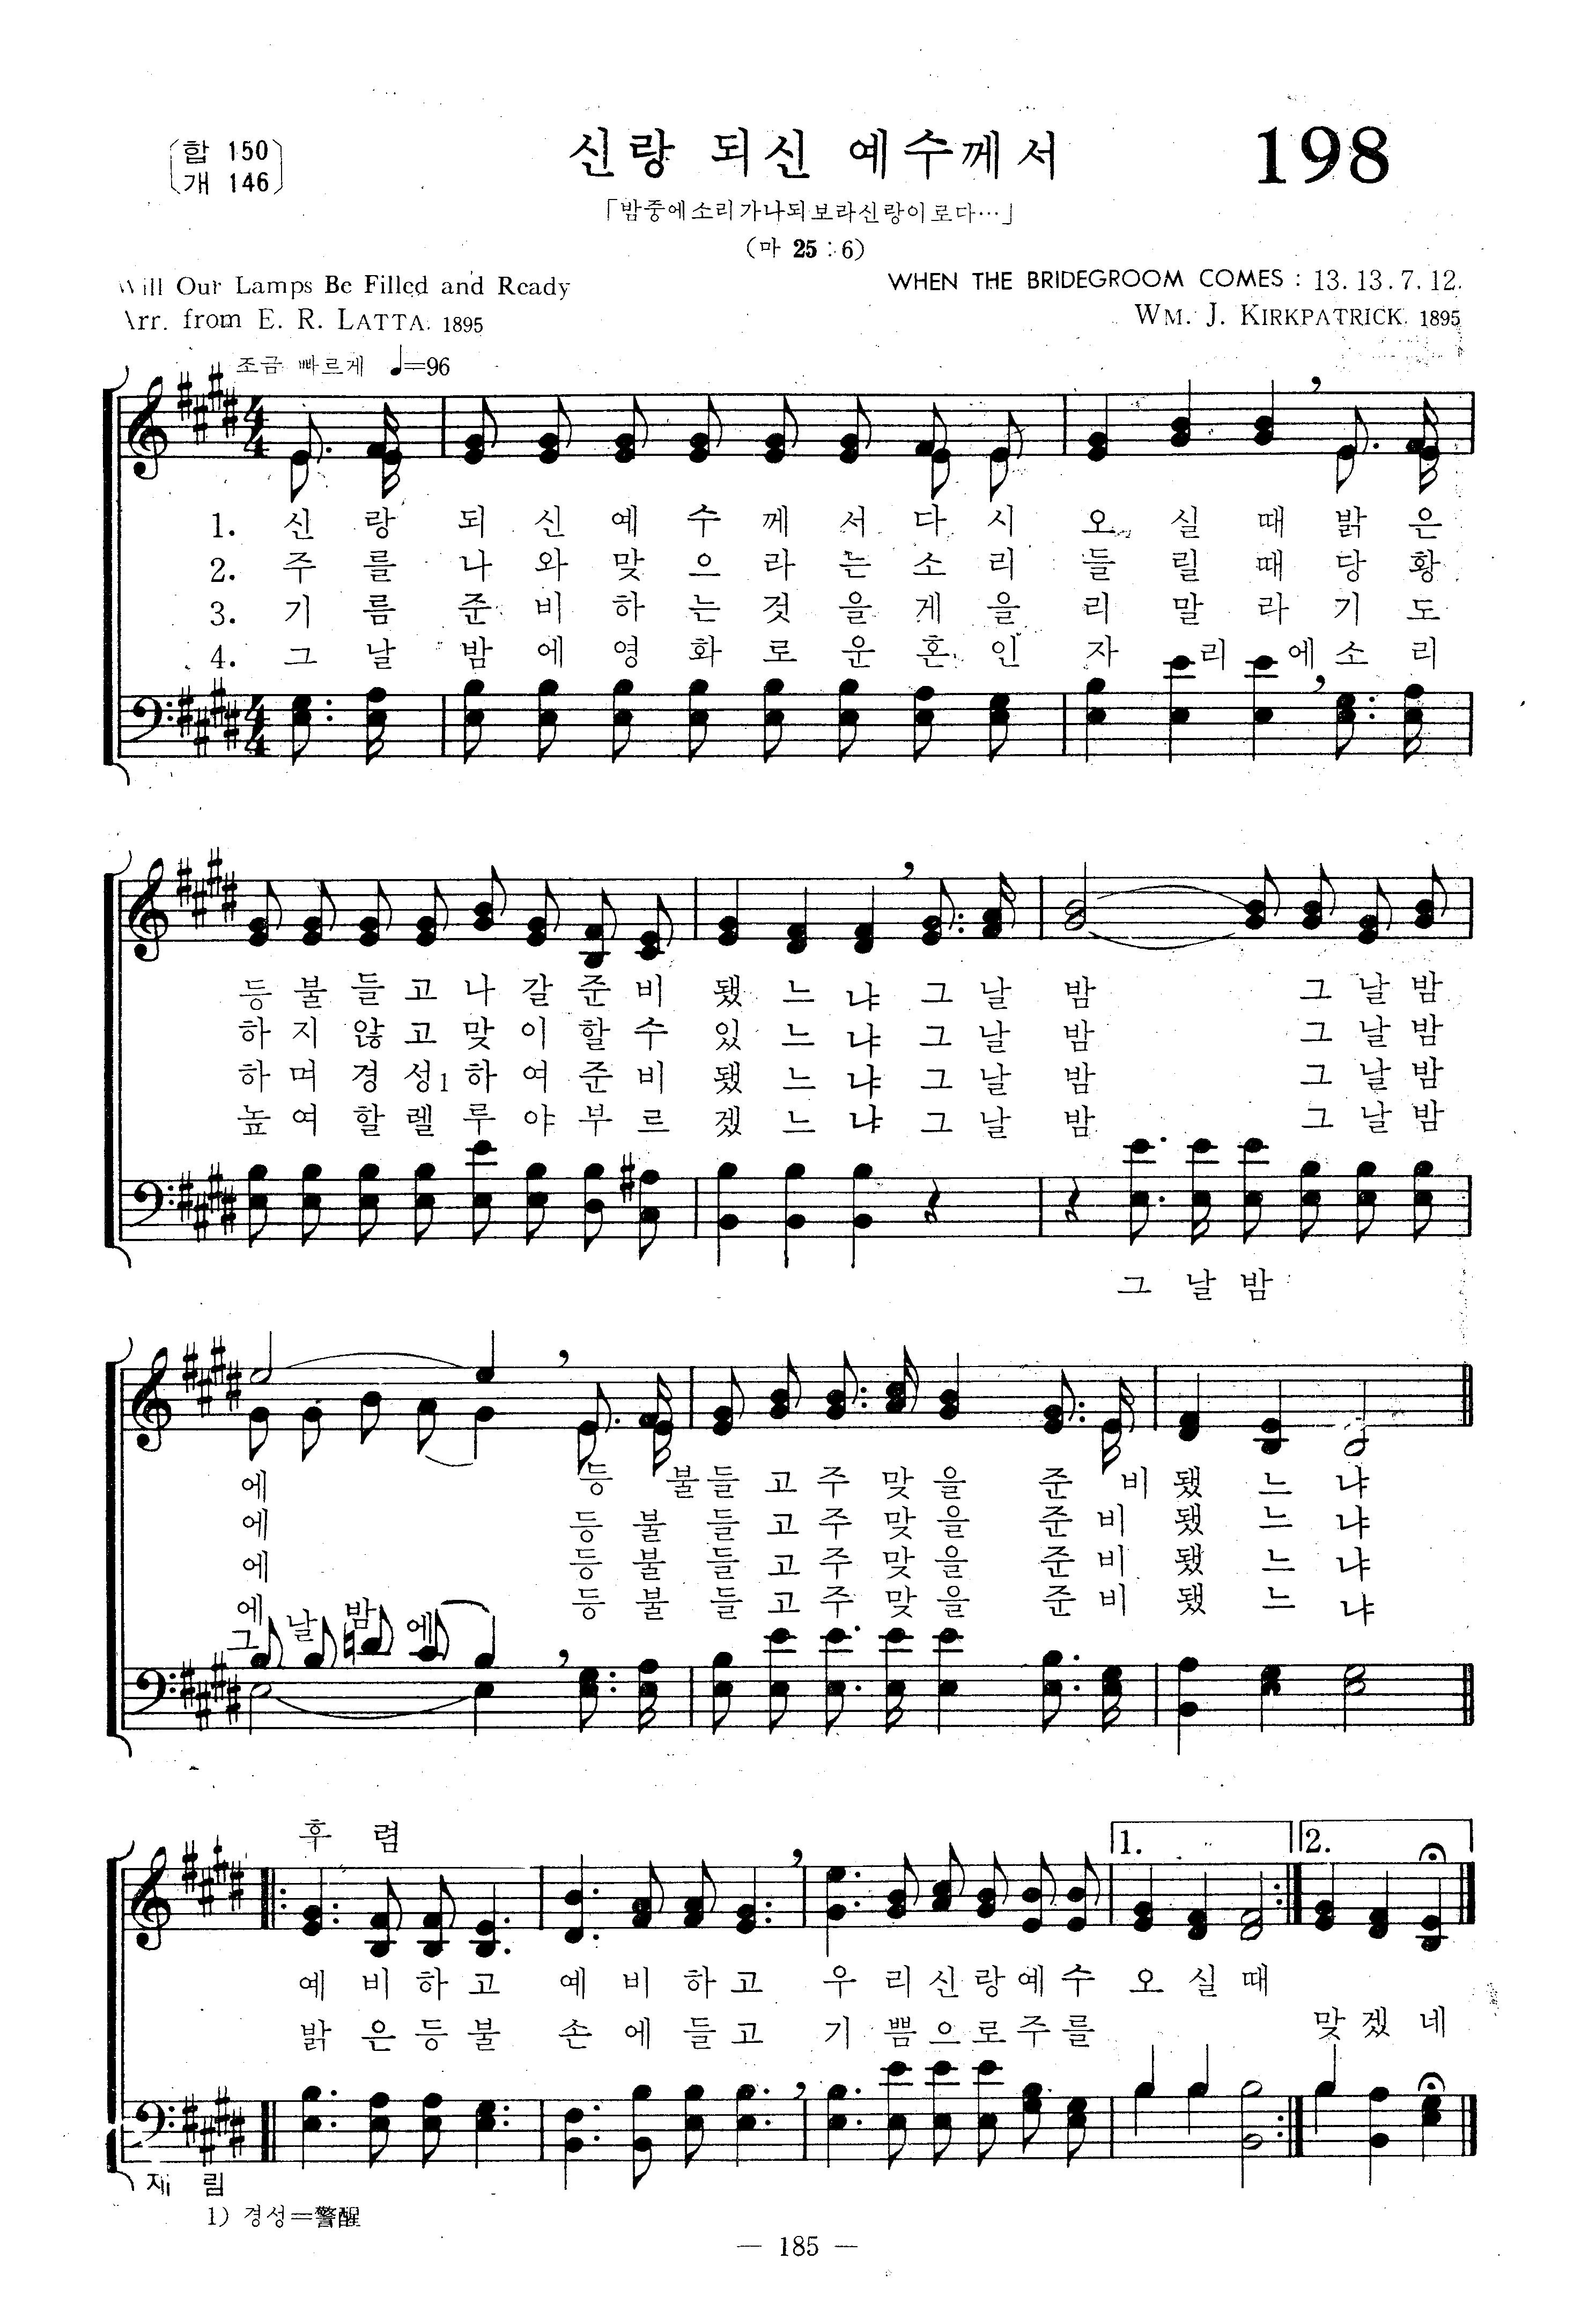 합 150
개 146
신랑 되신 예수께서
198
「밤중에소리가나되보라신랑이로다…」
(마 25 : 6)
Will Our Lamps Be Filled and Ready
WHEN THE BRIDEGROOM COMES : 13. 13. 7. 12.
Arr. from E. R. LATTA. 1895
WM. J. KIRKPATRICK. 1895
조금 빠르게 ♩=96
1. 신 랑 되 신 예 수 께 서 다 시 오 실 때 밝 은
2. 주 를 나 와 맞 으 라 는 소 리 들 릴 때 당 황
3. 기 름 준 비 하 는 것 을 게 을 리 말 라 기 도
4. 그 날 밤 에 영 화 로 운 혼 인 자 리 에 소 리
등 불 들 고 나 갈 준 비 됐 느 냐 그 날 밤 그 날 밤
하 지 않 고 맞 이 할 수 있 느 냐 그 날 밤 그 날 밤
하 며 경 성1 하 여 준 비 됐 느 냐 그 날 밤 그 날 밤
높 여 할 렐 루 야 부 르 겠 느 냐 그 날 밤 그 날 밤
그 날 밤
에 등 불 들 고 주 맞 을 준 비 됐 느 냐
에 등 불 들 고 주 맞 을 준 비 됐 느 냐
에 등 불 들 고 주 맞 을 준 비 됐 느 냐
에 등 불 들 고 주 맞 을 준 비 됐 느 냐
그 날 밤 에
후 렴
1. 2.
예 비 하 고 예 비 하 고 우 리 신 랑 예 수 오 실 때
밝 은 등 불 손 에 들 고 기 쁨 으 로 주 를 맞 겠 네
재 림
1) 경성=警醒
— 185 —